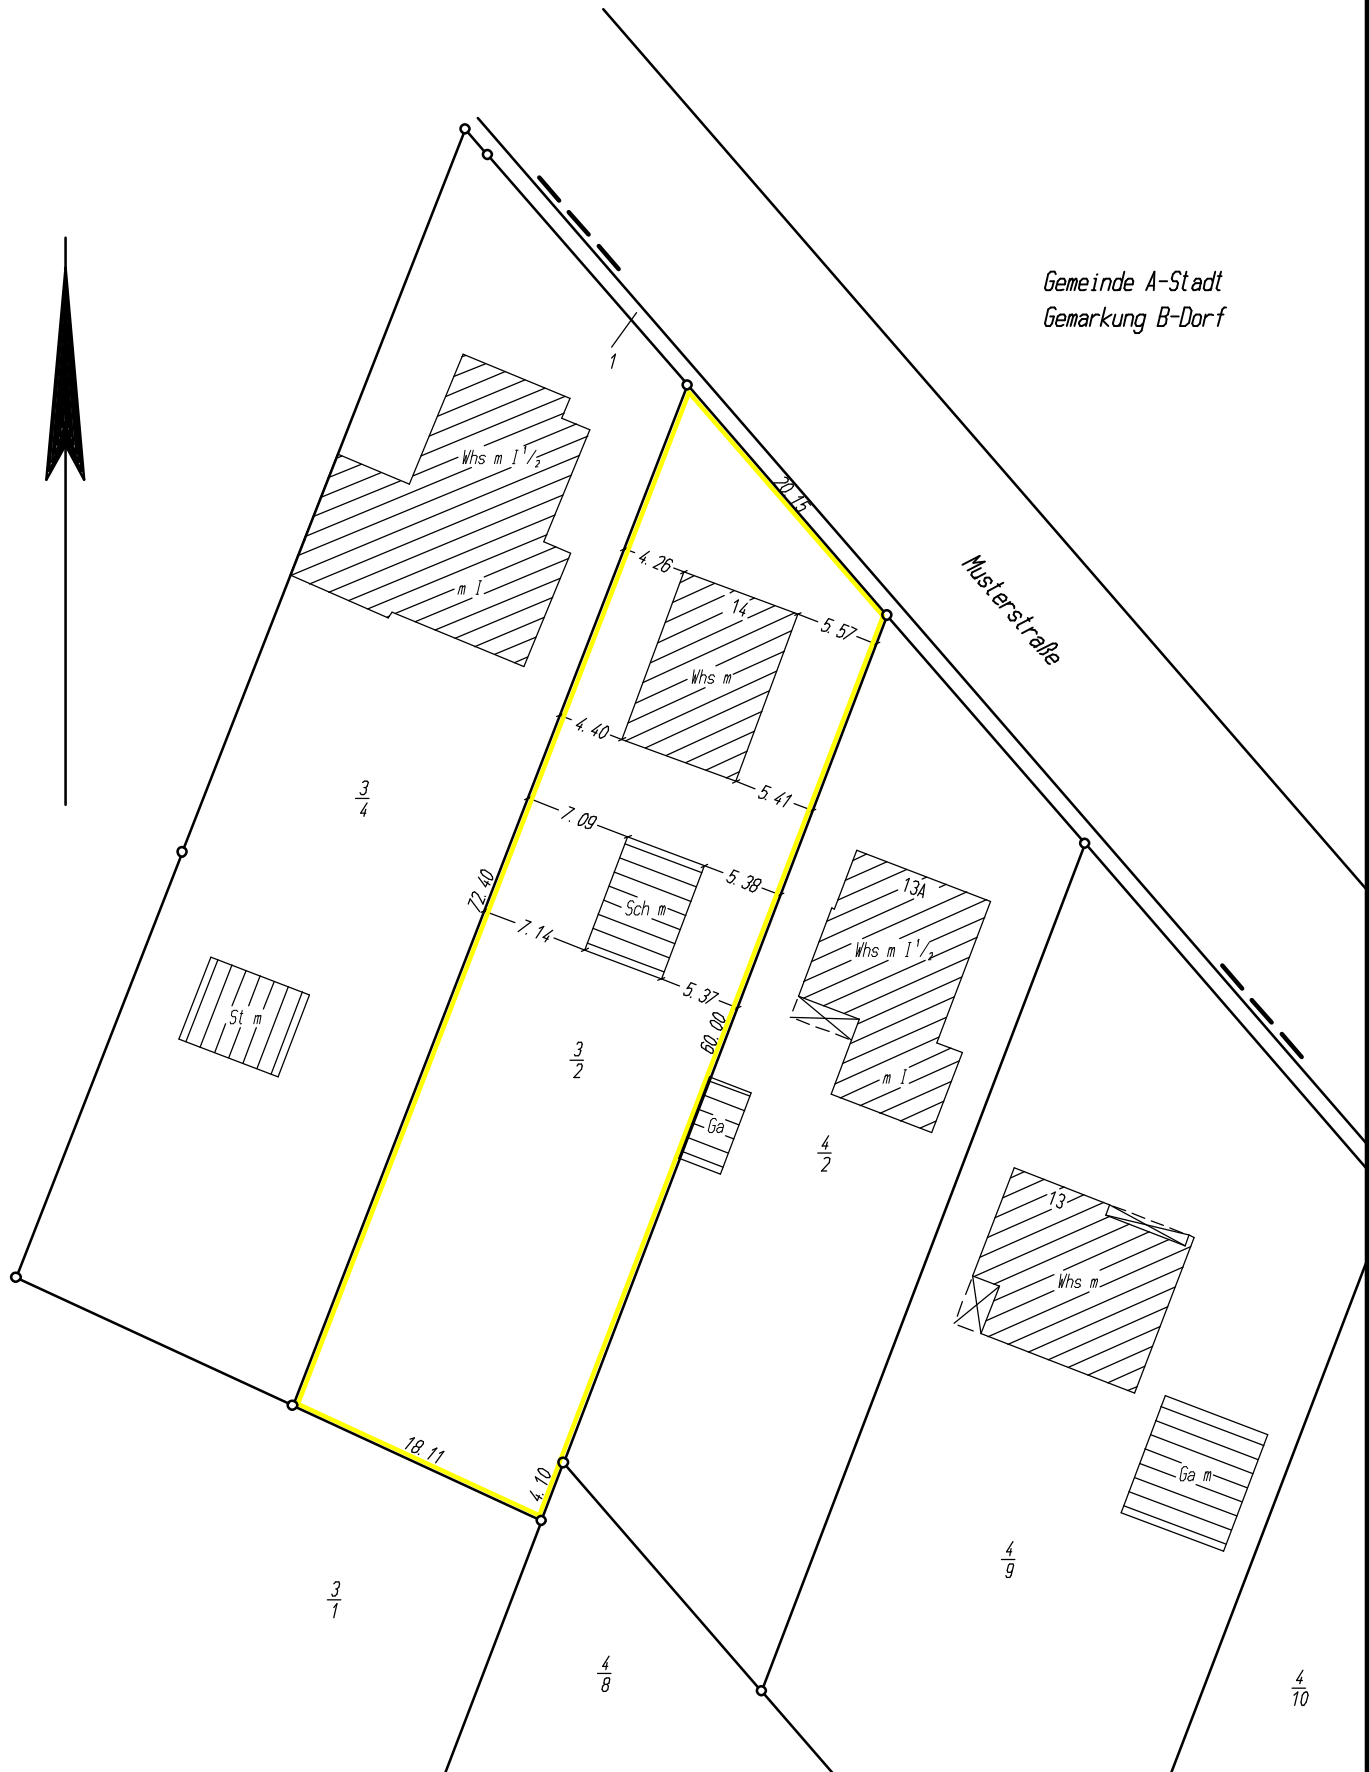 Gemeinde A-Stadt
Gemarkung B-Dorf
1
Whs m I 1/2
20.15
4.26
Musterstraße
m I
14
5.57
Whs m
4.40
3/4
5.41
7.09
72.40
5.38
13A
Sch m
7.14
Whs m I 1/2
5.37
St m
60.00
3/2
m I
Ga
4/2
13
Whs m
18.11
4.10
Ga m
4/9
3/1
4/8
4/10